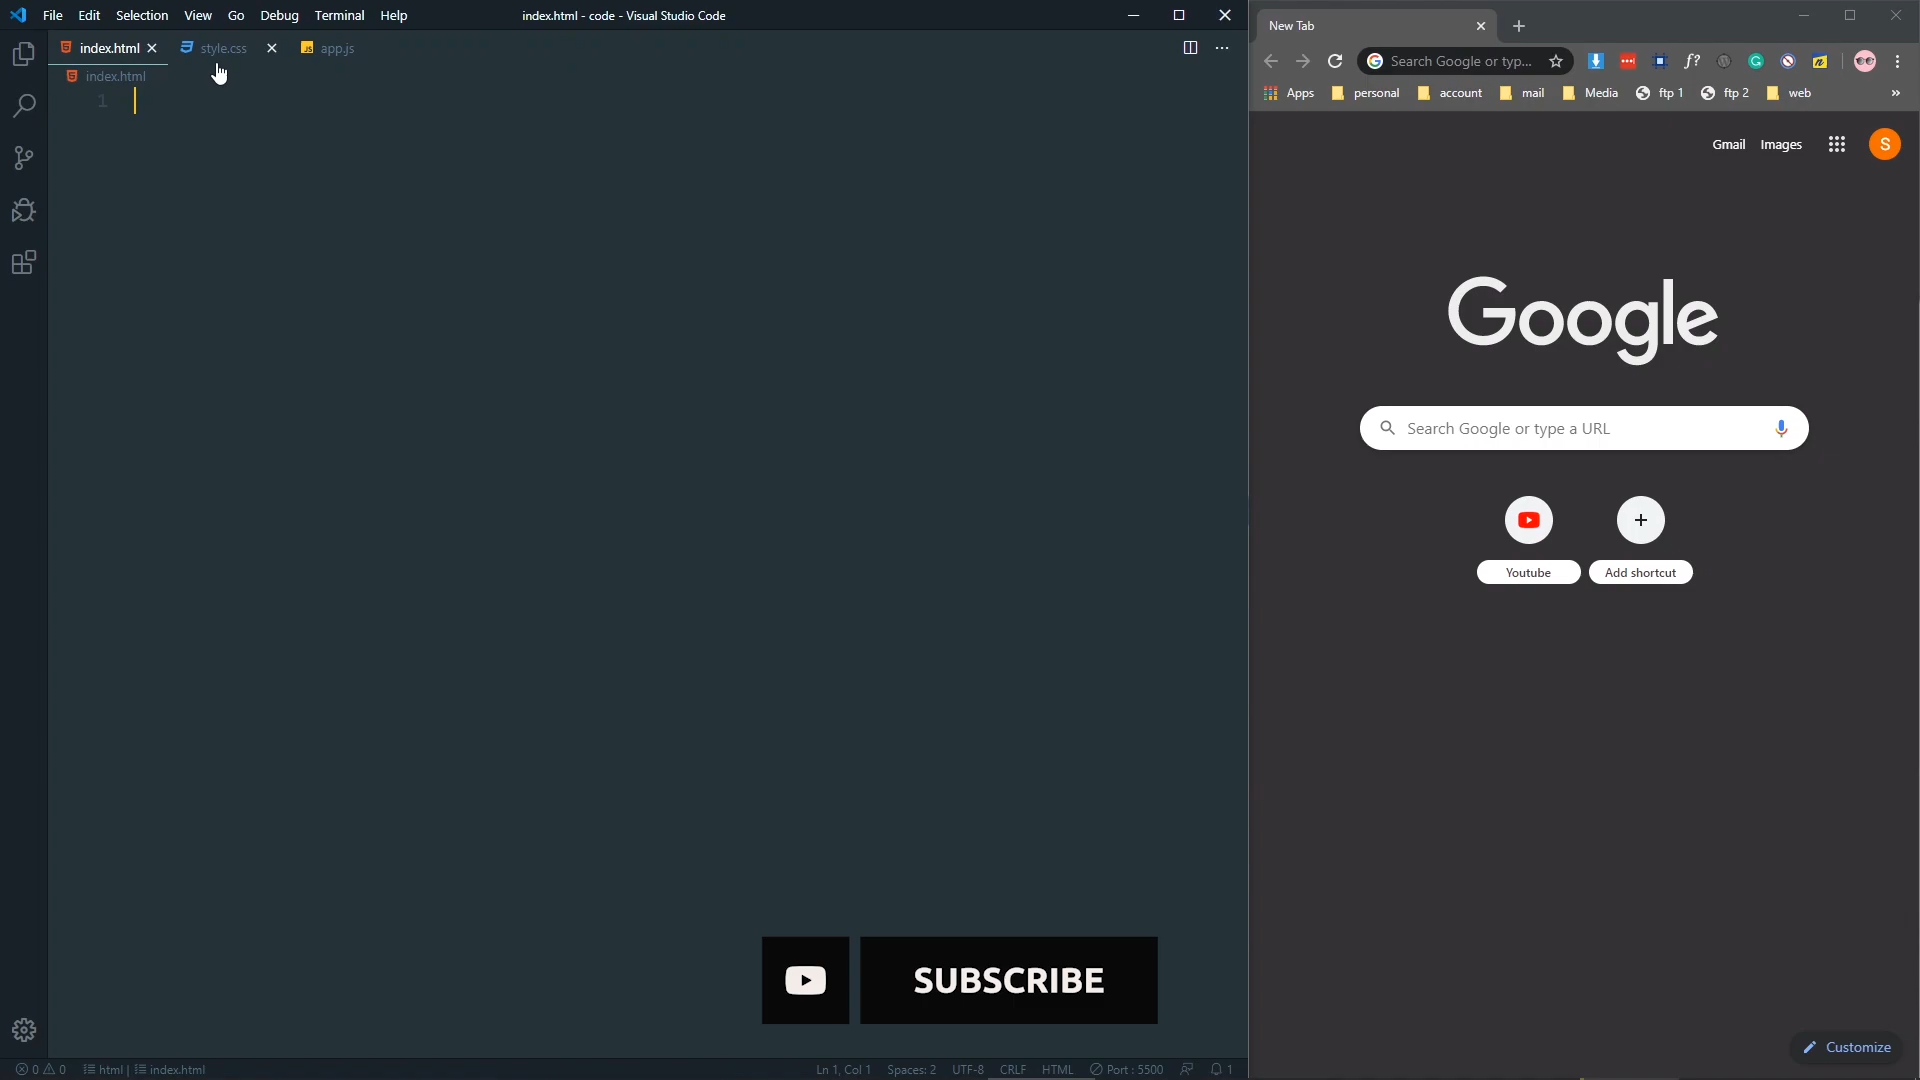 File Edit Selection View Go Debug Terminal Help
index.html - code - Visual Studio Code
index.html style.css JS app.js
index.html
1
html | index.html
0 0
Ln 1, Col 1 Spaces: 2 UTF-8 CRLF HTML Port : 5500 1
SUBSCRIBE
New Tab
Search Google or typ... f?
Apps personal account mail Media ftp 1 ftp 2 web »
Gmail Images S
Google
Search Google or type a URL
Youtube Add shortcut
Customize